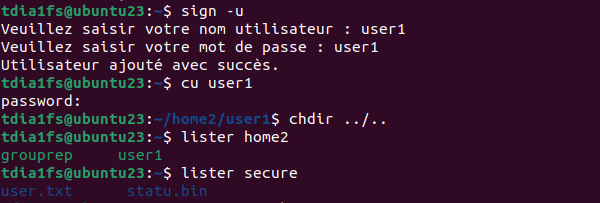 tdia1fs@ubuntu23:~$ sign -u
Veuillez saisir votre nom utilisateur : user1
Veuillez saisir votre mot de passe : user1
Utilisateur ajouté avec succès.
tdia1fs@ubuntu23:~$ cu user1
password:
tdia1fs@ubuntu23:~/home2/user1$ chdir ../..
tdia1fs@ubuntu23:~$ lister home2
grouprep user1
tdia1fs@ubuntu23:~$ lister secure
user.txt statu.bin